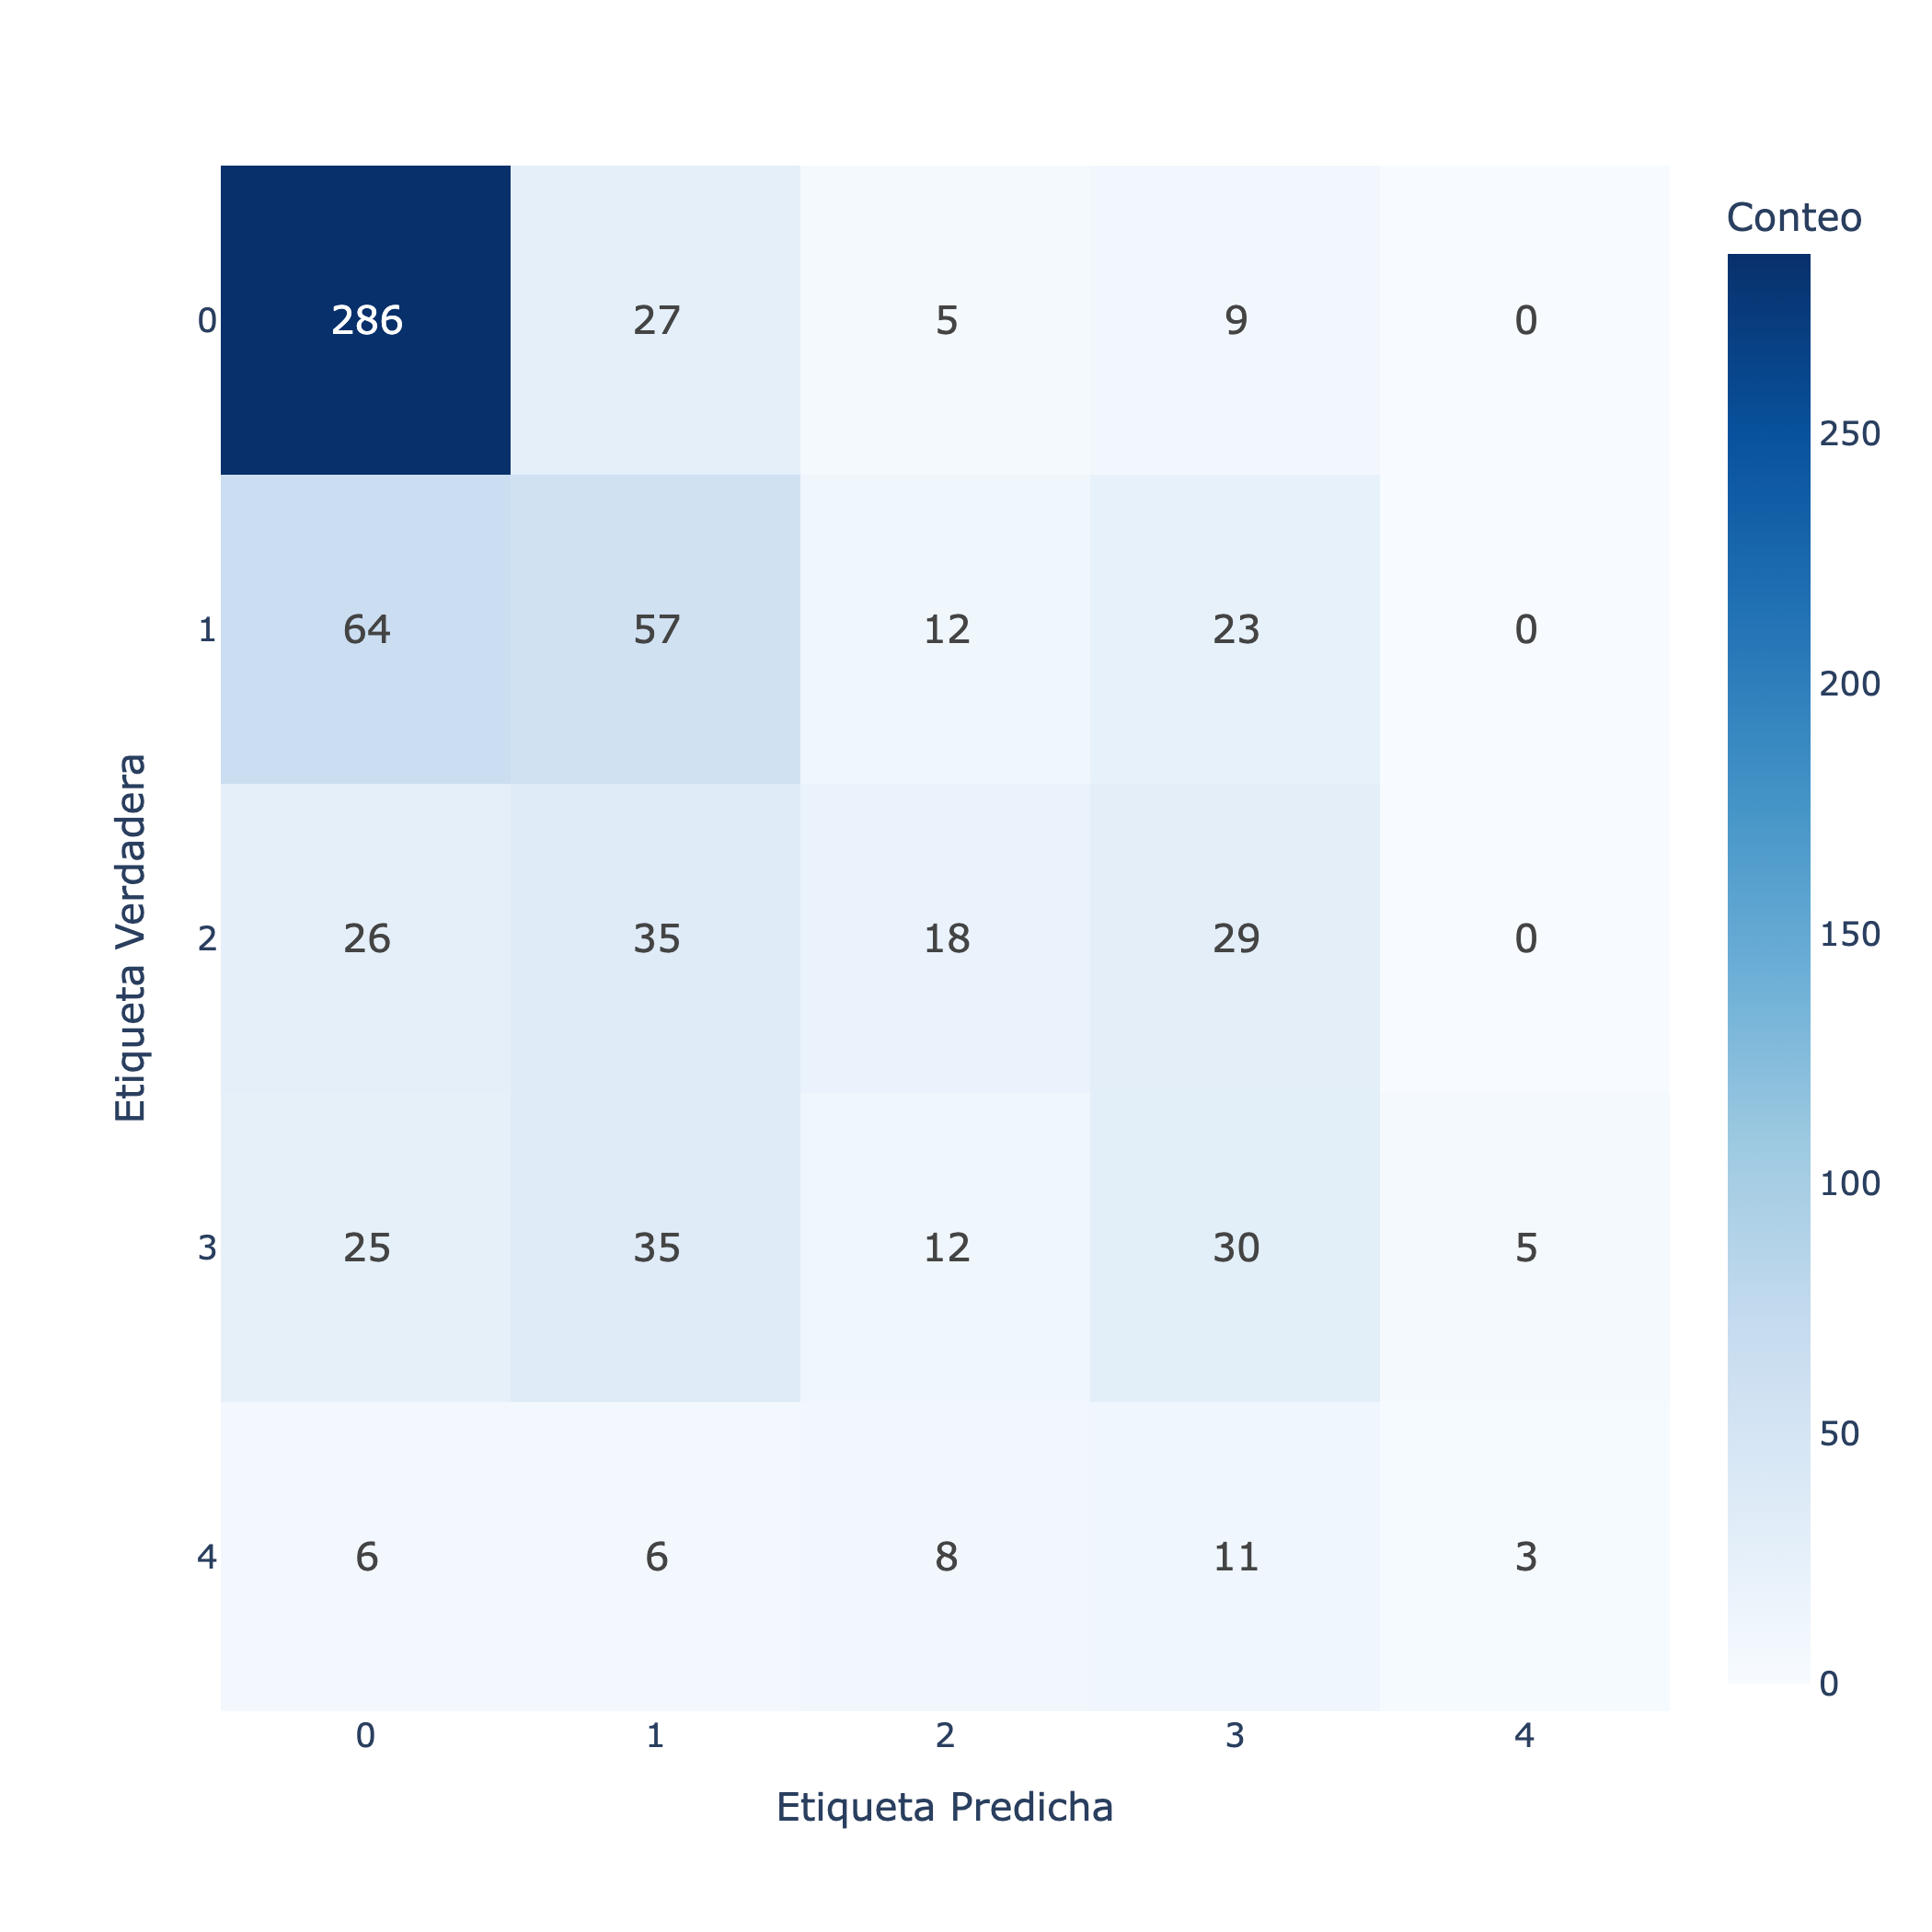 Conteo
0 286 27 5 9 0
250
1 64 57 12 23 0
200
Etiqueta Verdadera
2 26 35 18 29 0
150
100
3 25 35 12 30 5
50
4 6 6 8 11 3
0
0 1 2 3 4
Etiqueta Predicha